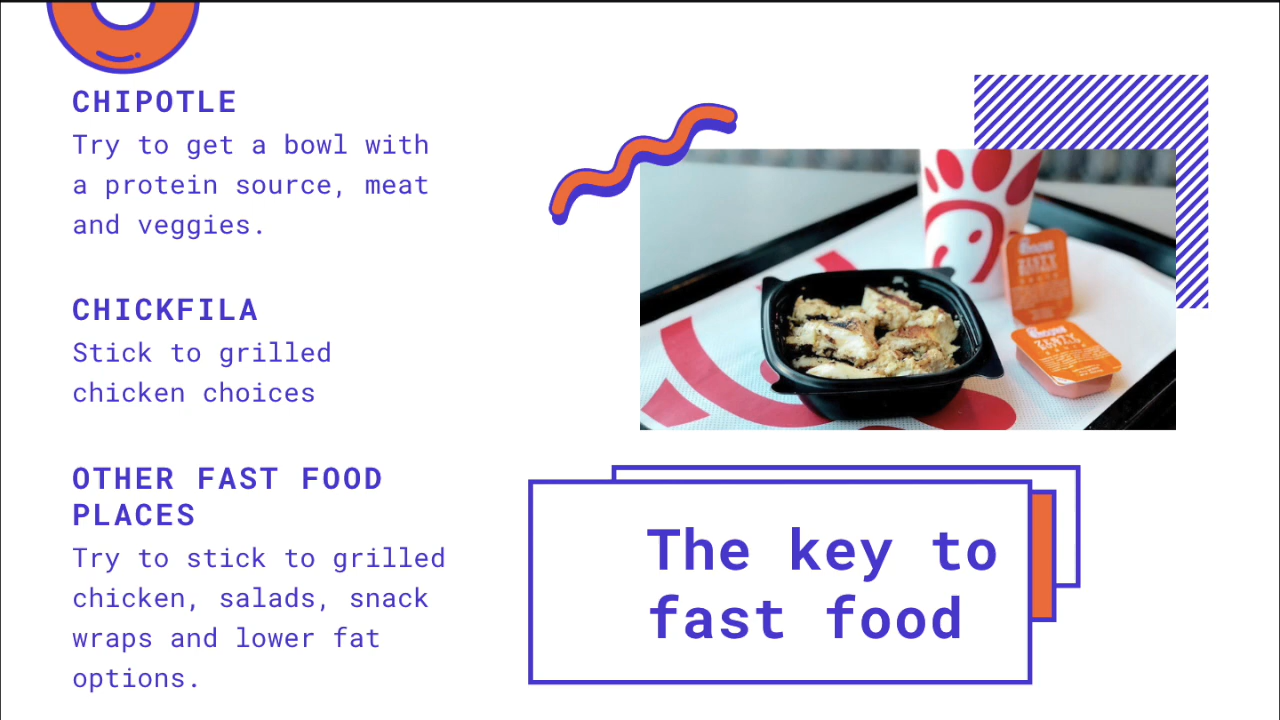 CHIPOTLE
Try to get a bowl with
a protein source, meat
and veggies.
CHICKFILA
Stick to grilled
chicken choices
OTHER FAST FOOD
PLACES
Try to stick to grilled
chicken, salads, snack
wraps and lower fat
options.
ZESTY
ZESTY
The key to
fast food